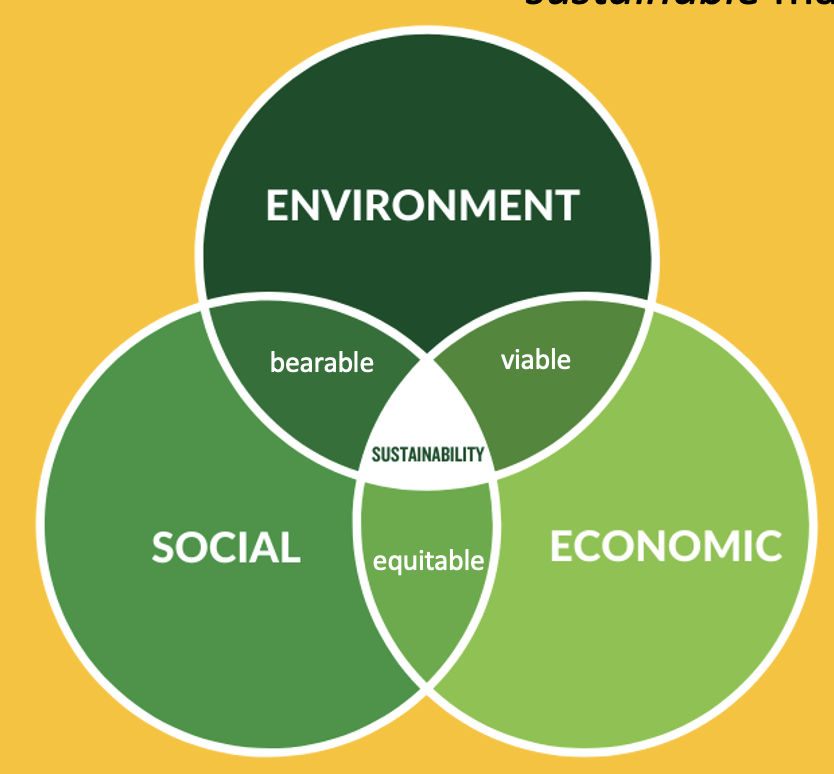 ENVIRONMENT
bearable
viable
SUSTAINABILITY
SOCIAL
ECONOMIC
equitable